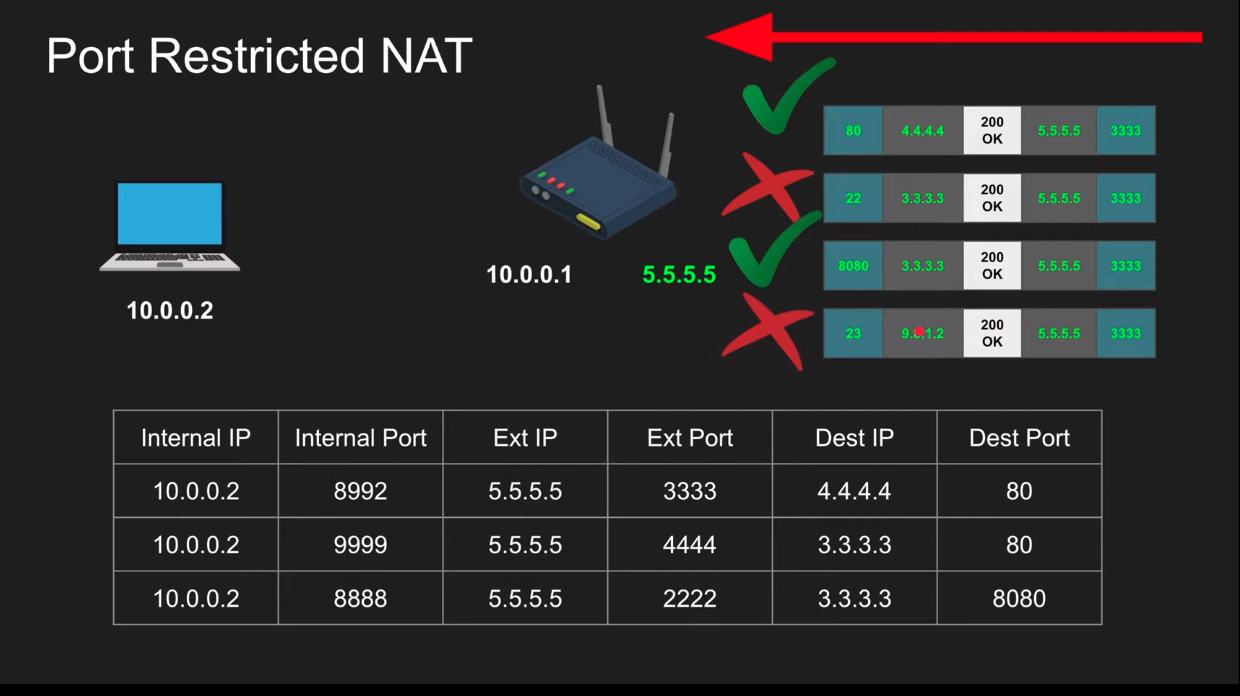 Port Restricted NAT
80 4.4.4.4 200 OK 5.5.5.5 3333
22 3.3.3.3 200 OK 5.5.5.5 3333
8080 3.3.3.3 200 OK 5.5.5.5 3333
23 200 OK 5.5.5.5 3333
10.0.0.1 5.5.5.5
10.0.0.2
Internal IP Internal Port Ext IP Ext Port Dest IP Dest Port
10.0.0.2 8992 5.5.5.5 3333 4.4.4.4 80
10.0.0.2 9999 5.5.5.5 4444 3.3.3.3 80
10.0.0.2 8888 5.5.5.5 2222 3.3.3.3 8080